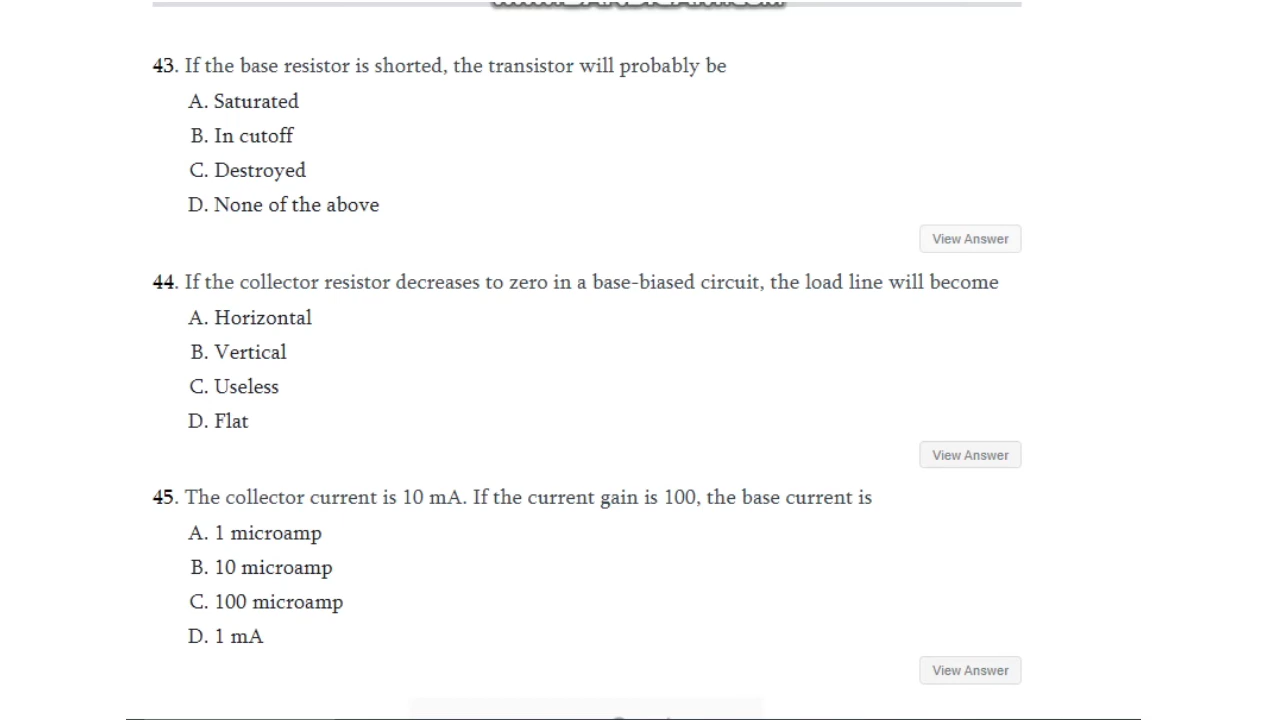 43. If the base resistor is shorted, the transistor will probably be
A. Saturated
B. In cutoff
C. Destroyed
D. None of the above
View Answer
44. If the collector resistor decreases to zero in a base-biased circuit, the load line will become
A. Horizontal
B. Vertical
C. Useless
D. Flat
View Answer
45. The collector current is 10 mA. If the current gain is 100, the base current is
A. 1 microamp
B. 10 microamp
C. 100 microamp
D. 1 mA
View Answer